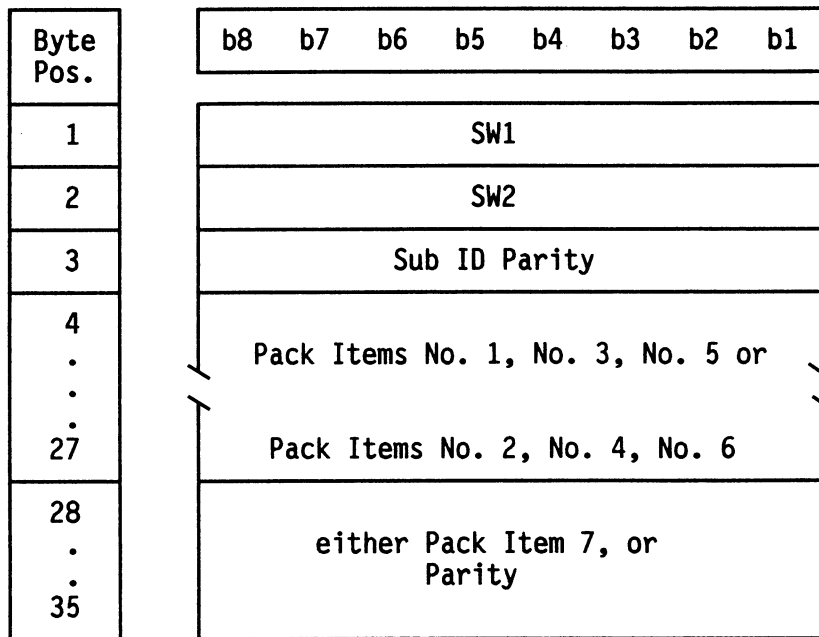 Byte Pos. b8 b7 b6 b5 b4 b3 b2 b1
1 SW1
2 SW2
3 Sub ID Parity
4 Pack Items No. 1, No. 3, No. 5 or
.
.
.
27 Pack Items No. 2, No. 4, No. 6
28
. either Pack Item 7, or
. Parity
35